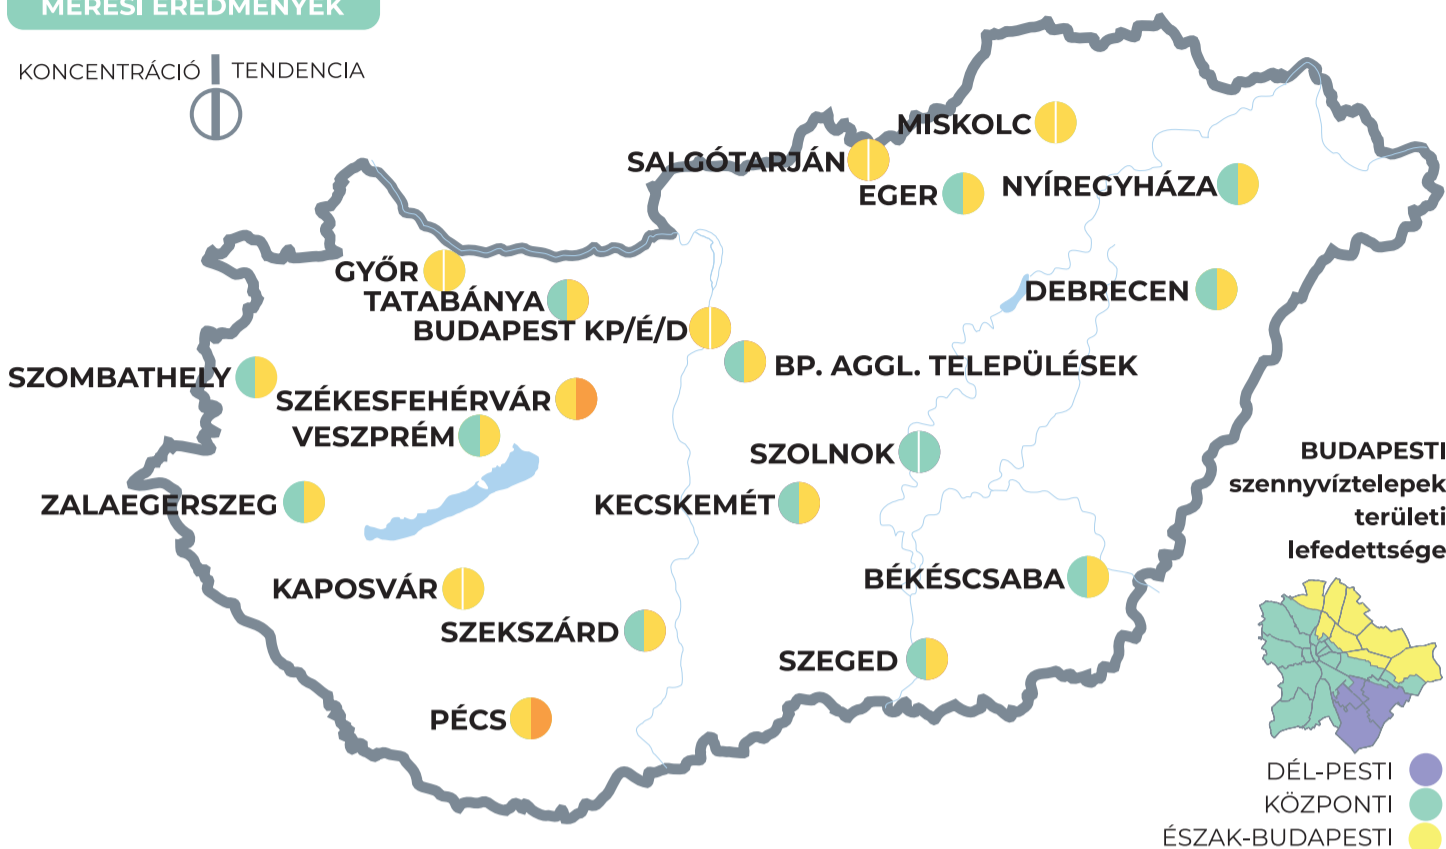 MÉRÉSI EREDMÉNYEK
KONCENTRÁCIÓ TENDENCIA
MISKOLC
SALGÓTARJÁN
EGER
NYÍREGYHÁZA
GYŐR
TATABÁNYA
DEBRECEN
BUDAPEST KP/É/D
BP. AGGL. TELEPÜLÉSEK
SZOMBATHELY
SZÉKESFEHÉRVÁR
VESZPRÉM
SZOLNOK
ZALAEGERSZEG
KECSKEMÉT
KAPOSVÁR
BÉKÉSCSABA
SZEKSZÁRD
SZEGED
PÉCS
BUDAPESTI
szennyvíztelepek
területi
lefedettsége
DÉL-PESTI
KÖZPONTI
ÉSZAK-BUDAPESTI